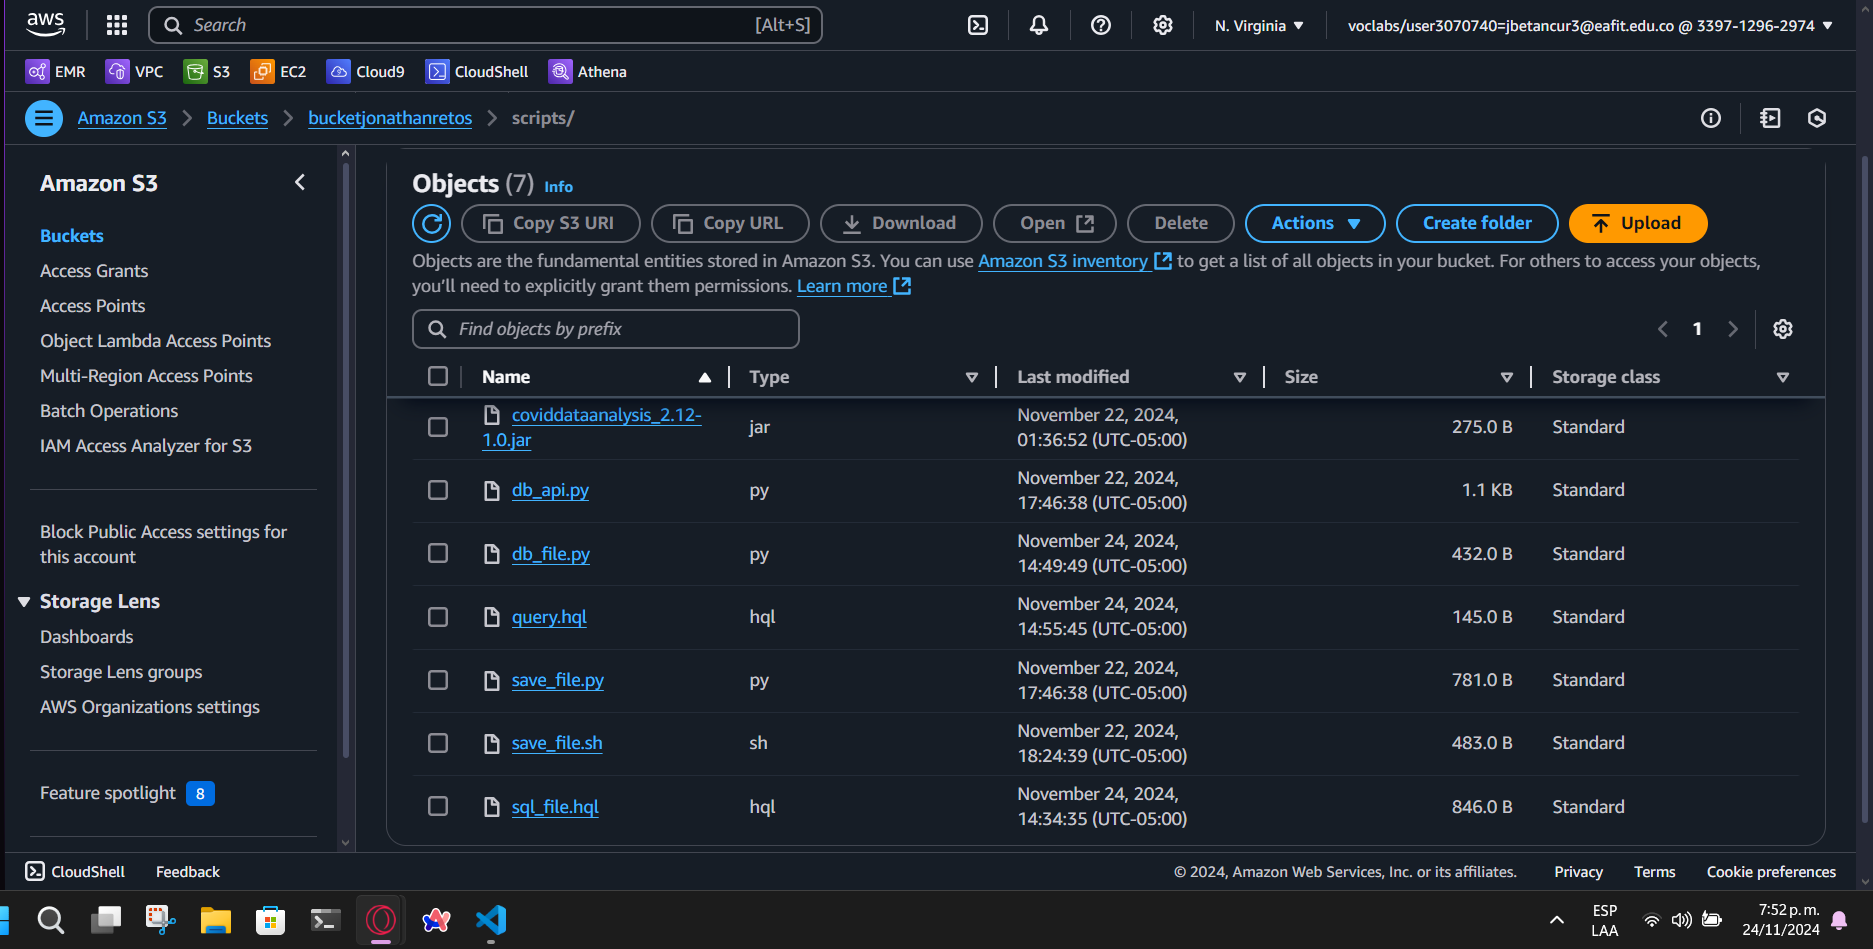 aws
Search
[Alt+S]
N. Virginia
voclabs/user3070740=jbetancur3@eafit.edu.co @ 3397-1296-2974
EMR
VPC
S3
EC2
Cloud9
CloudShell
Athena
Amazon S3
Buckets
bucketjonathanretos
scripts/
Amazon S3
Buckets
Access Grants
Access Points
Object Lambda Access Points
Multi-Region Access Points
Batch Operations
IAM Access Analyzer for S3
Block Public Access settings for
this account
Storage Lens
Dashboards
Storage Lens groups
AWS Organizations settings
Feature spotlight 8
Objects (7) Info
Copy S3 URI
Copy URL
Download
Open
Delete
Actions
Create folder
Upload
Objects are the fundamental entities stored in Amazon S3. You can use Amazon S3 inventory to get a list of all objects in your bucket. For others to access your objects,
you'll need to explicitly grant them permissions. Learn more
Find objects by prefix
1
Name
Type
Last modified
Size
Storage class
coviddataanalysis_2.12-
1.0.jar
jar
November 22, 2024,
01:36:52 (UTC-05:00)
275.0 B
Standard
db_api.py
py
November 22, 2024,
17:46:38 (UTC-05:00)
1.1 KB
Standard
db_file.py
py
November 24, 2024,
14:49:49 (UTC-05:00)
432.0 B
Standard
query.hql
hql
November 24, 2024,
14:55:45 (UTC-05:00)
145.0 B
Standard
save_file.py
py
November 22, 2024,
17:46:38 (UTC-05:00)
781.0 B
Standard
save_file.sh
sh
November 22, 2024,
18:24:39 (UTC-05:00)
483.0 B
Standard
sql_file.hql
hql
November 24, 2024,
14:34:35 (UTC-05:00)
846.0 B
Standard
CloudShell
Feedback
© 2024, Amazon Web Services, Inc. or its affiliates.
Privacy
Terms
Cookie preferences
ESP
LAA
7:52 p. m.
24/11/2024